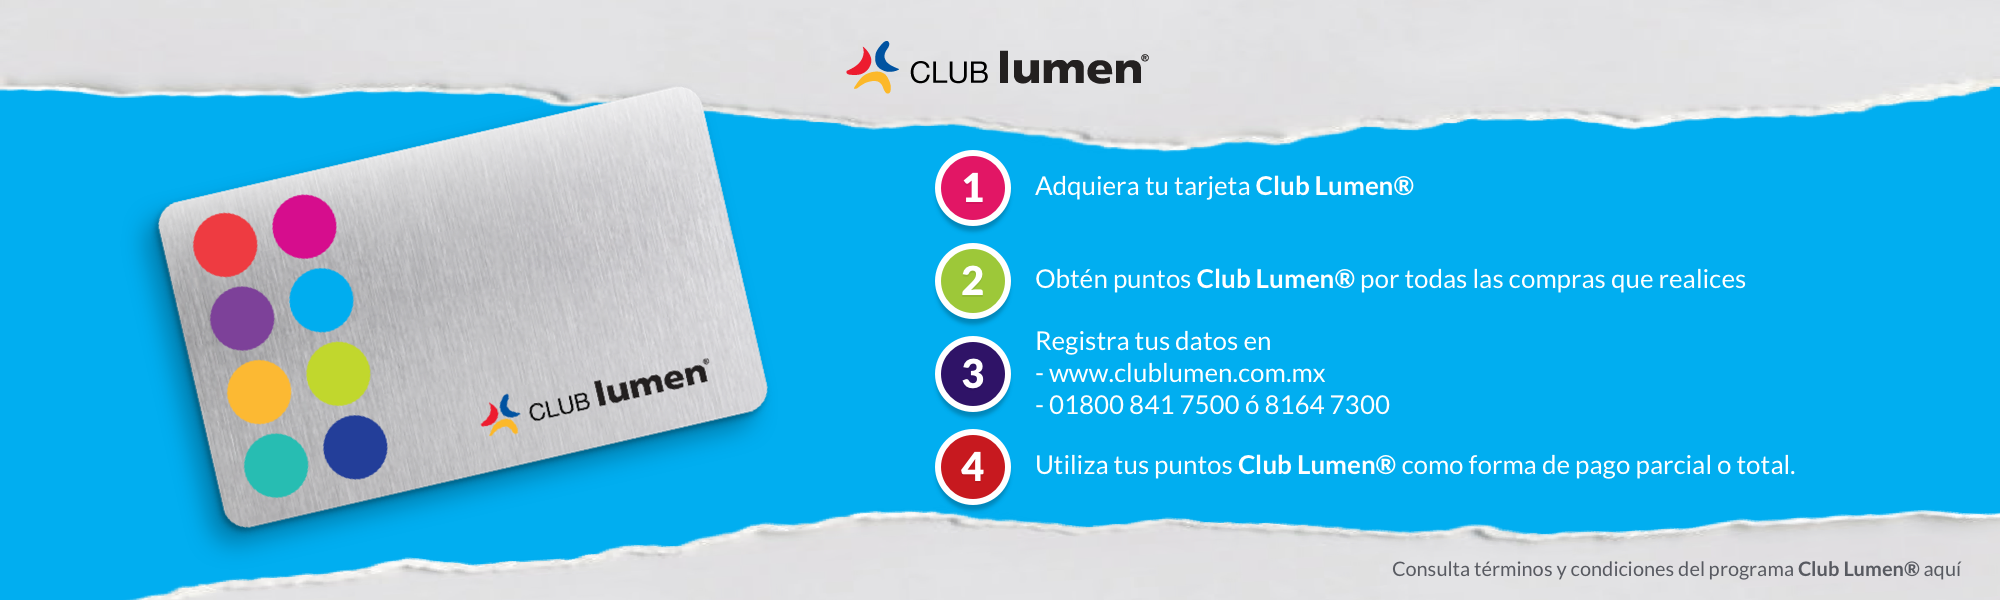 CLUB lumen®
CLUB lumen®
1 Adquiera tu tarjeta Club Lumen®
2 Obtén puntos Club Lumen® por todas las compras que realices
3 Registra tus datos en
- www.clublumen.com.mx
- 01800 841 7500 ó 8164 7300
4 Utiliza tus puntos Club Lumen® como forma de pago parcial o total.
Consulta términos y condiciones del programa Club Lumen® aquí